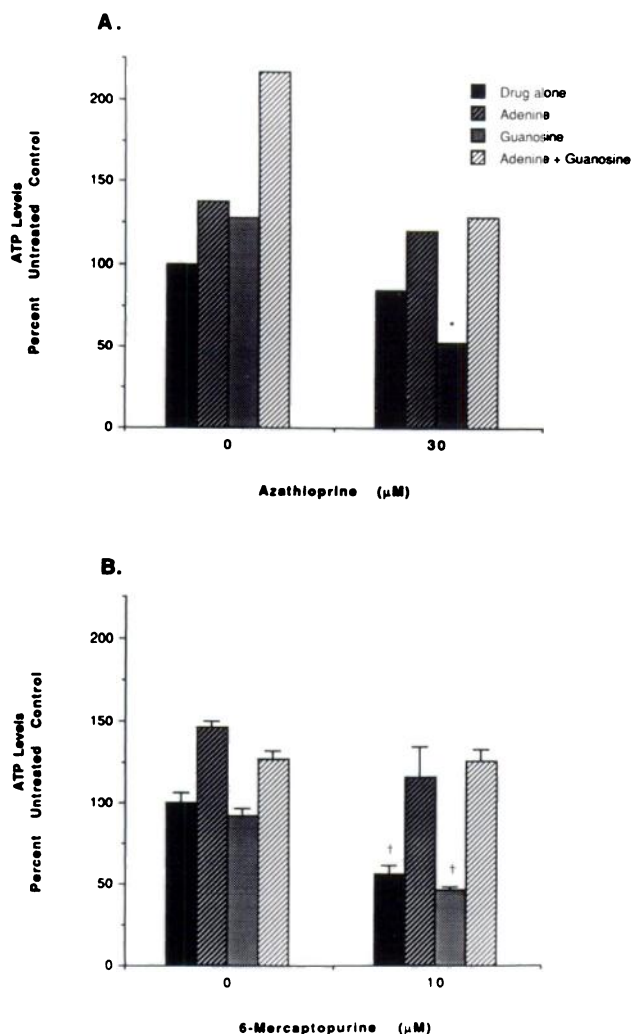 A.
ATP Levels
Percent Untreated Control
200
150
100
50
0
Drug alone
Adenine
Guanosine
Adenine + Guanosine
*
0
30
Azathioprine (μM)
B.
ATP Levels
Percent Untreated Control
200
150
100
50
0
†
†
0
10
6-Mercaptopurine (μM)